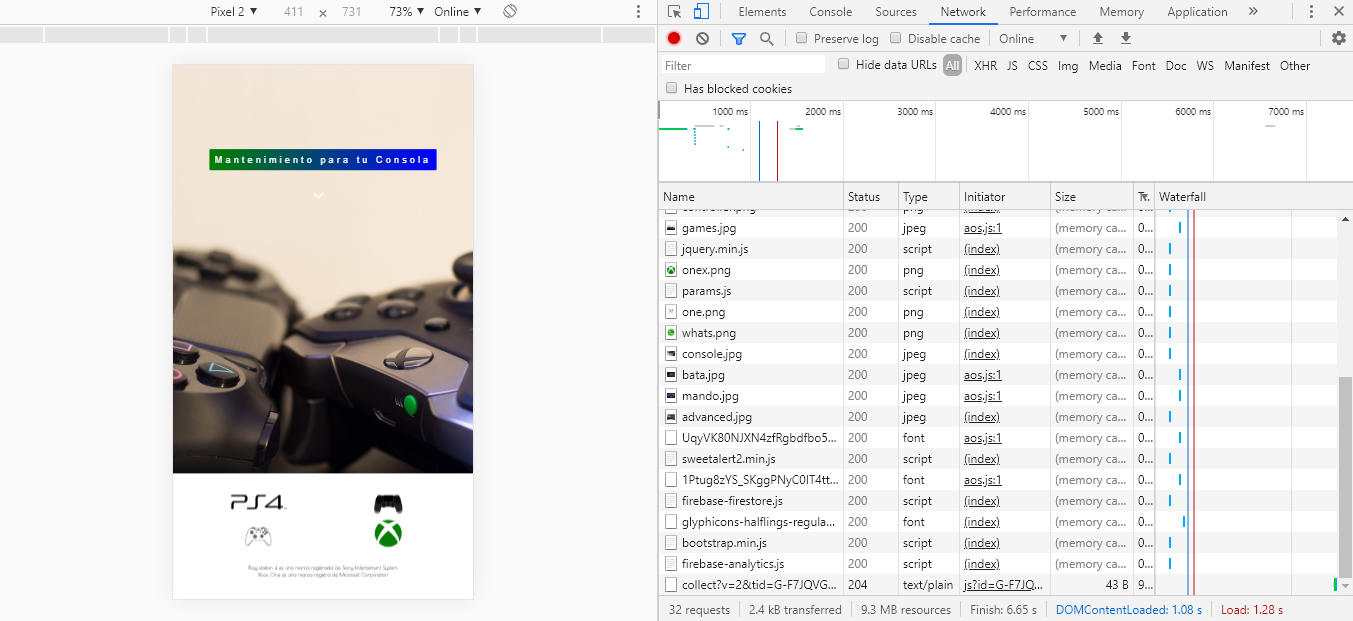 Pixel 2 ▼ 411 x 731 73% ▼ Online ▼
Elements Console Sources Network Performance Memory Application »
Preserve log Disable cache Online ▼
Filter Hide data URLs All XHR JS CSS Img Media Font Doc WS Manifest Other
Has blocked cookies
1000 ms 2000 ms 3000 ms 4000 ms 5000 ms 6000 ms 7000 ms
Name Status Type Initiator Size Waterfall
games.jpg 200 jpeg aos.js:1 (memory ca... 0...
jquery.min.js 200 script (index) (memory ca... 0...
onex.png 200 png (index) (memory ca... 0...
params.js 200 script (index) (memory ca... 0...
one.png 200 png (index) (memory ca... 0...
whats.png 200 png (index) (memory ca... 0...
console.jpg 200 jpeg (index) (memory ca... 0...
bata.jpg 200 jpeg aos.js:1 (memory ca... 0...
mando.jpg 200 jpeg aos.js:1 (memory ca... 0...
advanced.jpg 200 jpeg (index) (memory ca... 0...
UqyVK80NJXN4zfRgbdfbo5... 200 font aos.js:1 (memory ca... 0...
sweetalert2.min.js 200 script (index) (memory ca... 0...
1Ptug8zYS_SKggPNyC0IT4tt... 200 font aos.js:1 (memory ca... 0...
firebase-firestore.js 200 script (index) (memory ca... 0...
glyphicons-halflings-regula... 200 font (index) (memory ca... 0...
bootstrap.min.js 200 script (index) (memory ca... 0...
firebase-analytics.js 200 script (index) (memory ca... 0...
collect?v=2&tid=G-F7JQVG... 204 text/plain js?id=G-F7JQ... 43 B 9...
32 requests 2.4 kB transferred 9.3 MB resources Finish: 6.65 s DOMContentLoaded: 1.08 s Load: 1.28 s
Mantenimiento para tu Consola
PS4
Play station 4 es una marca registrada de Sony Entertaiment System
Xbox One es una marca registra de Microsoft Corporation